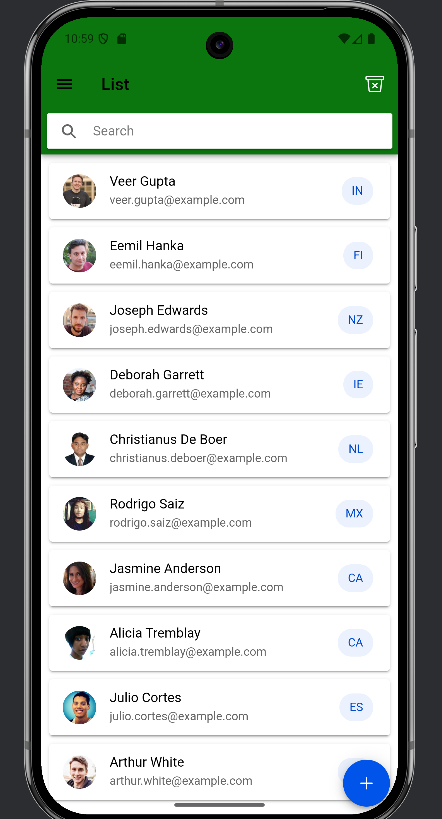 10:59
List
Search
Veer Gupta
veer.gupta@example.com
IN
Eemil Hanka
eemil.hanka@example.com
FI
Joseph Edwards
joseph.edwards@example.com
NZ
Deborah Garrett
deborah.garrett@example.com
IE
Christianus De Boer
christianus.deboer@example.com
NL
Rodrigo Saiz
rodrigo.saiz@example.com
MX
Jasmine Anderson
jasmine.anderson@example.com
CA
Alicia Tremblay
alicia.tremblay@example.com
CA
Julio Cortes
julio.cortes@example.com
ES
Arthur White
arthur.white@example.com